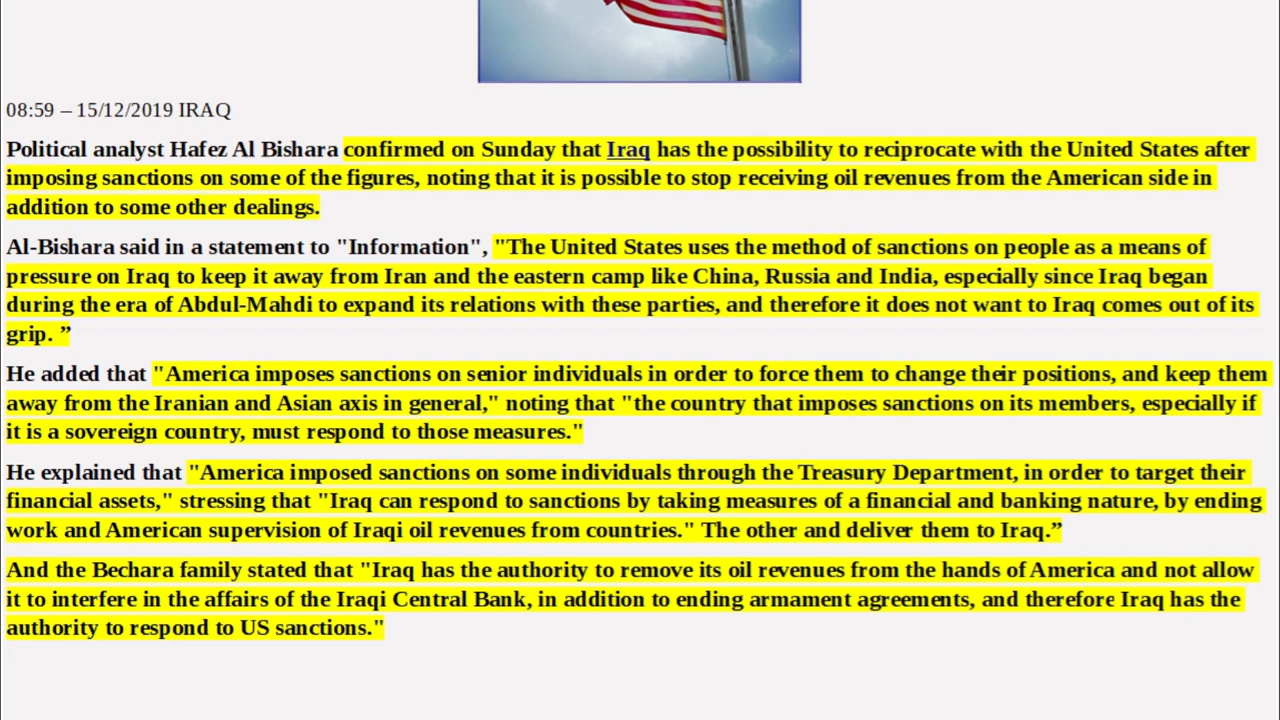 08:59 – 15/12/2019 IRAQ
Political analyst Hafez Al Bishara confirmed on Sunday that Iraq has the possibility to reciprocate with the United States after
imposing sanctions on some of the figures, noting that it is possible to stop receiving oil revenues from the American side in
addition to some other dealings.
Al-Bishara said in a statement to "Information", "The United States uses the method of sanctions on people as a means of
pressure on Iraq to keep it away from Iran and the eastern camp like China, Russia and India, especially since Iraq began
during the era of Abdul-Mahdi to expand its relations with these parties, and therefore it does not want to Iraq comes out of its
grip. ”
He added that "America imposes sanctions on senior individuals in order to force them to change their positions, and keep them
away from the Iranian and Asian axis in general," noting that "the country that imposes sanctions on its members, especially if
it is a sovereign country, must respond to those measures."
He explained that "America imposed sanctions on some individuals through the Treasury Department, in order to target their
financial assets," stressing that "Iraq can respond to sanctions by taking measures of a financial and banking nature, by ending
work and American supervision of Iraqi oil revenues from countries." The other and deliver them to Iraq.”
And the Bechara family stated that "Iraq has the authority to remove its oil revenues from the hands of America and not allow
it to interfere in the affairs of the Iraqi Central Bank, in addition to ending armament agreements, and therefore Iraq has the
authority to respond to US sanctions."